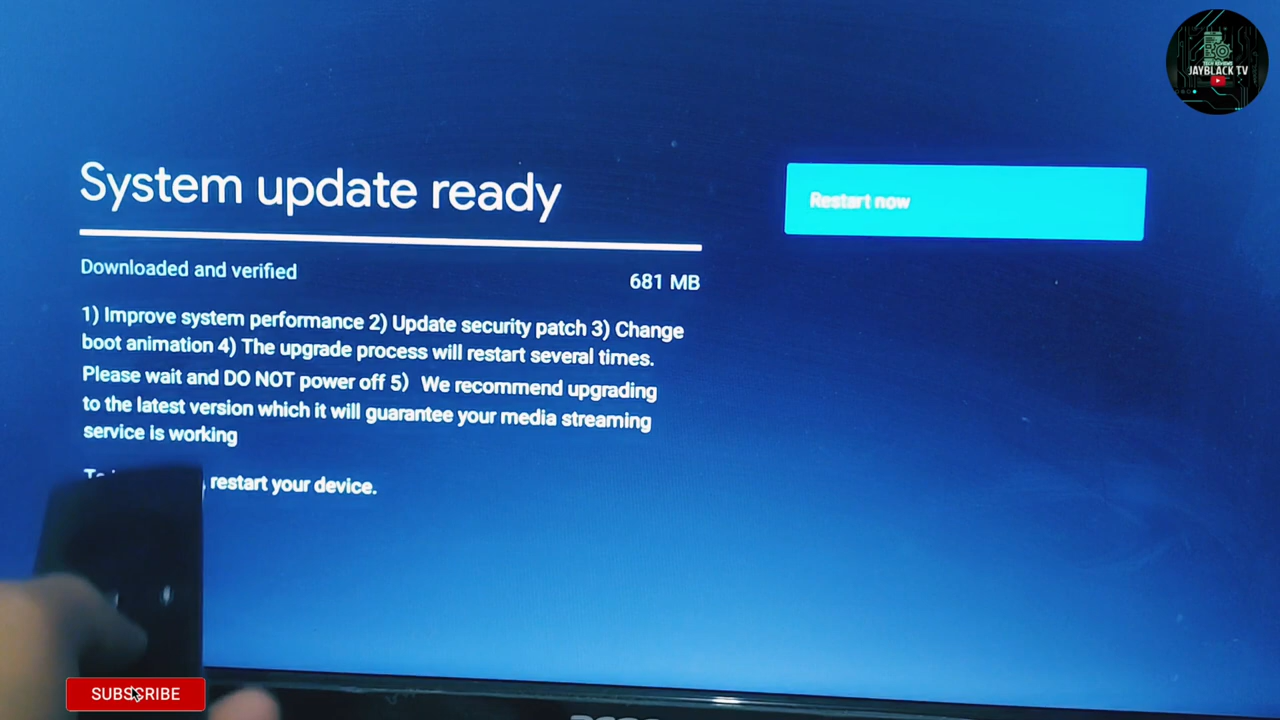 JAYBLACK TV
System update ready
Restart now
Downloaded and verified
681 MB
1) Improve system performance 2) Update security patch 3) Change
boot animation 4) The upgrade process will restart several times.
Please wait and DO NOT power off 5) We recommend upgrading
to the latest version which it will guarantee your media streaming
service is working
restart your device.
SUBSCRIBE